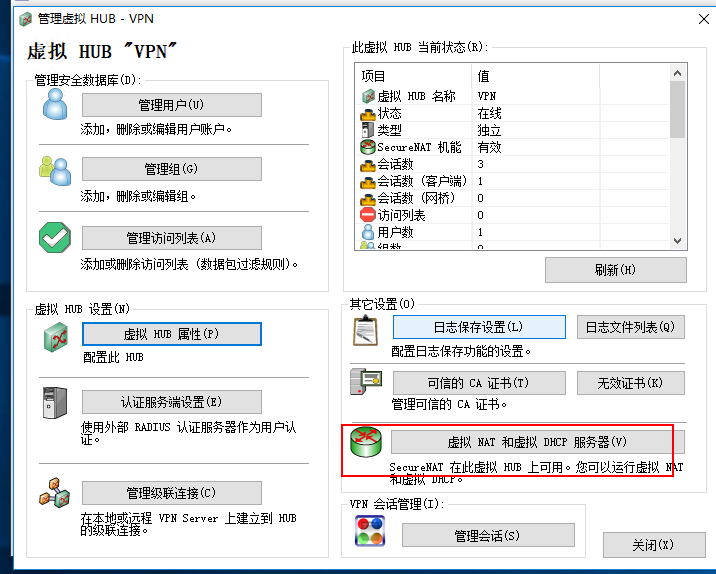 管理虚拟 HUB - VPN
虚拟 HUB "VPN"
管理安全数据库(D):
管理用户(U)
添加，删除或编辑用户账户。
管理组(G)
添加，删除或编辑组。
管理访问列表(A)
添加或删除访问列表 (数据包过滤规则)。
虚拟 HUB 设置(N)
虚拟 HUB 属性(P)
配置此 HUB
认证服务端设置(E)
使用外部 RADIUS 认证服务器作为用户认
证。
管理级联连接(C)
在本地或远程 VPN Server 上建立到 HUB
的级联连接。
此虚拟 HUB 当前状态(R):
项目 值
虚拟 HUB 名称 VPN
状态 在线
类型 独立
SecureNAT 机能 有效
会话数 3
会话数 (客户端) 1
会话数 (网桥) 0
访问列表 0
用户数 1
组数 0
刷新(H)
其它设置(O)
日志保存设置(L) 日志文件列表(Q)
配置日志保存功能的设置。
可信的 CA 证书(T) 无效证书(K)
管理可信的 CA 证书。
虚拟 NAT 和虚拟 DHCP 服务器(V)
SecureNAT 在此虚拟 HUB 上可用。您可以运行虚拟 NAT
和虚拟 DHCP。
VPN 会话管理(I):
管理会话(S)
关闭(X)